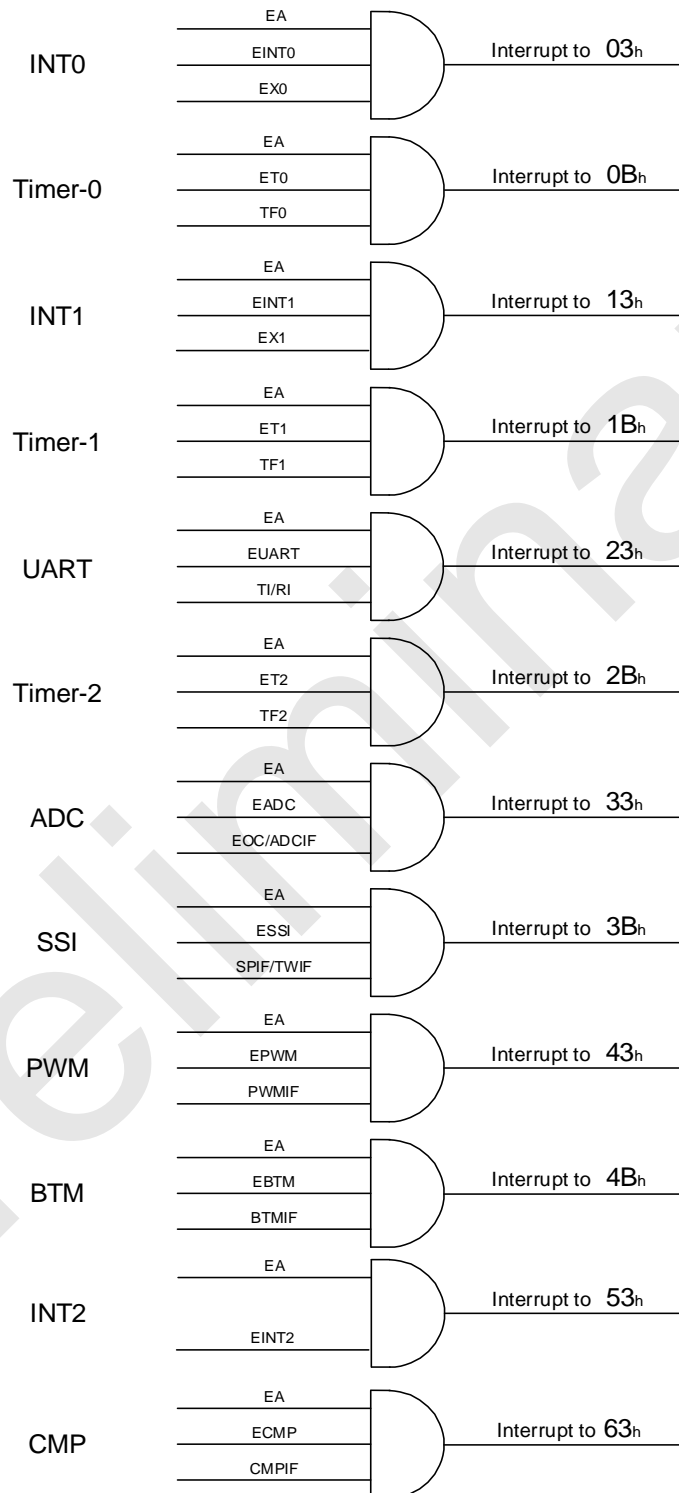 EA
INT0 EINT0 Interrupt to 03h
EX0
EA
Timer-0 ET0 Interrupt to 0Bh
TF0
EA
INT1 EINT1 Interrupt to 13h
EX1
EA
Timer-1 ET1 Interrupt to 1Bh
TF1
EA
UART EUART Interrupt to 23h
TI/RI
EA
Timer-2 ET2 Interrupt to 2Bh
TF2
EA
ADC EADC Interrupt to 33h
EOC/ADCIF
EA
SSI ESSI Interrupt to 3Bh
SPIF/TWIF
EA
PWM EPWM Interrupt to 43h
PWMIF
EA
BTM EBTM Interrupt to 4Bh
BTMIF
EA
INT2 Interrupt to 53h
EINT2
EA
CMP ECMP Interrupt to 63h
CMPIF